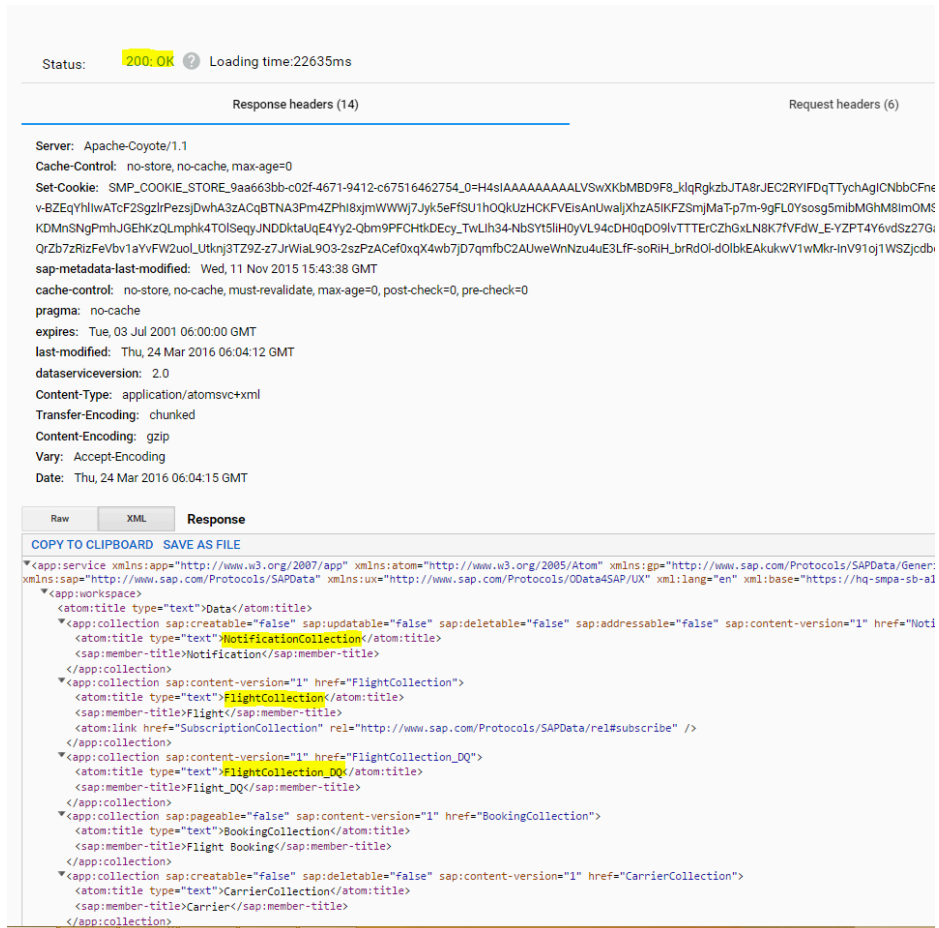 Status: 200: OK ? Loading time:22635ms
Response headers (14) Request headers (6)
Server: Apache-Coyote/1.1
Cache-Control: no-store, no-cache, max-age=0
Set-Cookie: SMP_COOKIE_STORE_9aa663bb-c02f-4671-9412-c67516462754_0=
sap-metadata-last-modified: Wed, 11 Nov 2015 15:43:38 GMT
cache-control: no-store, no-cache, must-revalidate, max-age=0, post-check=0, pre-check=0
pragma: no-cache
expires: Tue, 03 Jul 2001 06:00:00 GMT
last-modified: Thu, 24 Mar 2016 06:04:12 GMT
dataserviceversion: 2.0
Content-Type: application/atomsvc+xml
Transfer-Encoding: chunked
Content-Encoding: gzip
Vary: Accept-Encoding
Date: Thu, 24 Mar 2016 06:04:15 GMT
Raw XML Response
COPY TO CLIPBOARD SAVE AS FILE
<app:service xmlns:app="http://www.w3.org/2007/app" xmlns:atom="http://www.w3.org/2005/Atom" xmlns:gp="http://www.sap.com/Protocols/SAPData/Generi
xmlns:sap="http://www.sap.com/Protocols/SAPData" xmlns:ux="http://www.sap.com/Protocols/OData4SAP/UX" xml:lang="en" xml:base="https://hq-smpa-sb-a1
<app:workspace>
<atom:title type="text">Data</atom:title>
<app:collection sap:creatable="false" sap:updatable="false" sap:deletable="false" sap:addressable="false" sap:content-version="1" href="Noti
<atom:title type="text">NotificationCollection</atom:title>
<sap:member-title>Notification</sap:member-title>
</app:collection>
<app:collection sap:content-version="1" href="FlightCollection">
<atom:title type="text">FlightCollection</atom:title>
<sap:member-title>Flight</sap:member-title>
<atom:link href="SubscriptionCollection" rel="http://www.sap.com/Protocols/SAPData/rel#subscribe" />
</app:collection>
<app:collection sap:content-version="1" href="FlightCollection_DQ">
<atom:title type="text">FlightCollection_DQ</atom:title>
<sap:member-title>Flight_DQ</sap:member-title>
</app:collection>
<app:collection sap:pageable="false" sap:content-version="1" href="BookingCollection">
<atom:title type="text">BookingCollection</atom:title>
<sap:member-title>Flight Booking</sap:member-title>
</app:collection>
<app:collection sap:creatable="false" sap:deletable="false" sap:content-version="1" href="CarrierCollection">
<atom:title type="text">CarrierCollection</atom:title>
<sap:member-title>Carrier</sap:member-title>
</app:collection>